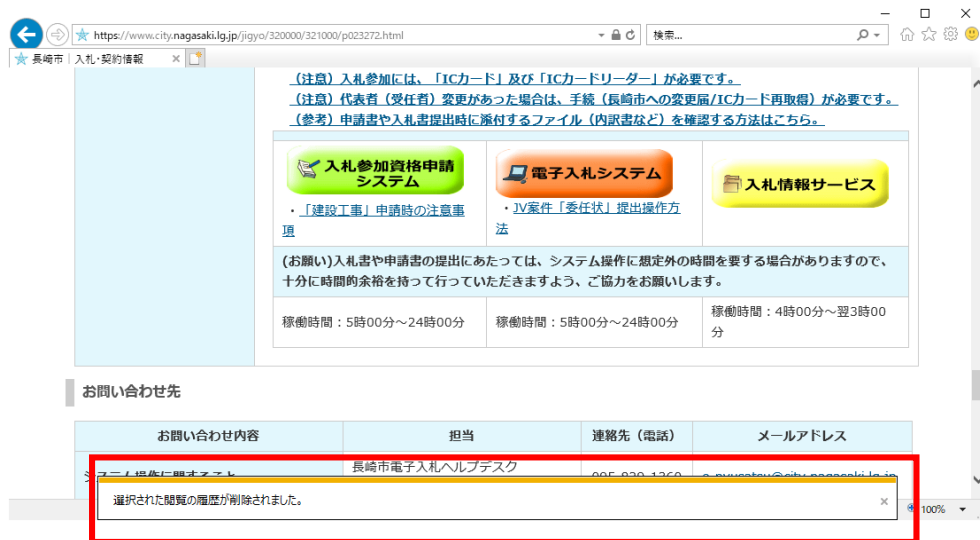 https://www.city.nagasaki.lg.jp/jigyo/320000/321000/p023272.html
検索...
長崎市｜入札・契約情報
（注意）入札参加には、「ICカード」及び「ICカードリーダー」が必要です。
（注意）代表者（受任者）変更があった場合は、手続（長崎市への変更届/ICカード再取得）が必要です。
（参考）申請書や入札書提出時に添付するファイル（内訳書など）を確認する方法はこちら。
入札参加資格申請
システム
電子入札システム
入札情報サービス
・「建設工事」申請時の注意事
項
・JV案件「委任状」提出操作方
法
(お願い)入札書や申請書の提出にあたっては、システム操作に想定外の時間を要する場合がありますので、
十分に時間的余裕を持って行っていただきますよう、ご協力をお願いします。
稼働時間：5時00分～24時00分
稼働時間：5時00分～24時00分
稼働時間：4時00分～翌3時00
分
お問い合わせ先
お問い合わせ内容
担当
連絡先（電話）
メールアドレス
システム操作に関すること
長崎市電子入札ヘルプデスク
選択された閲覧の履歴が削除されました。
100%